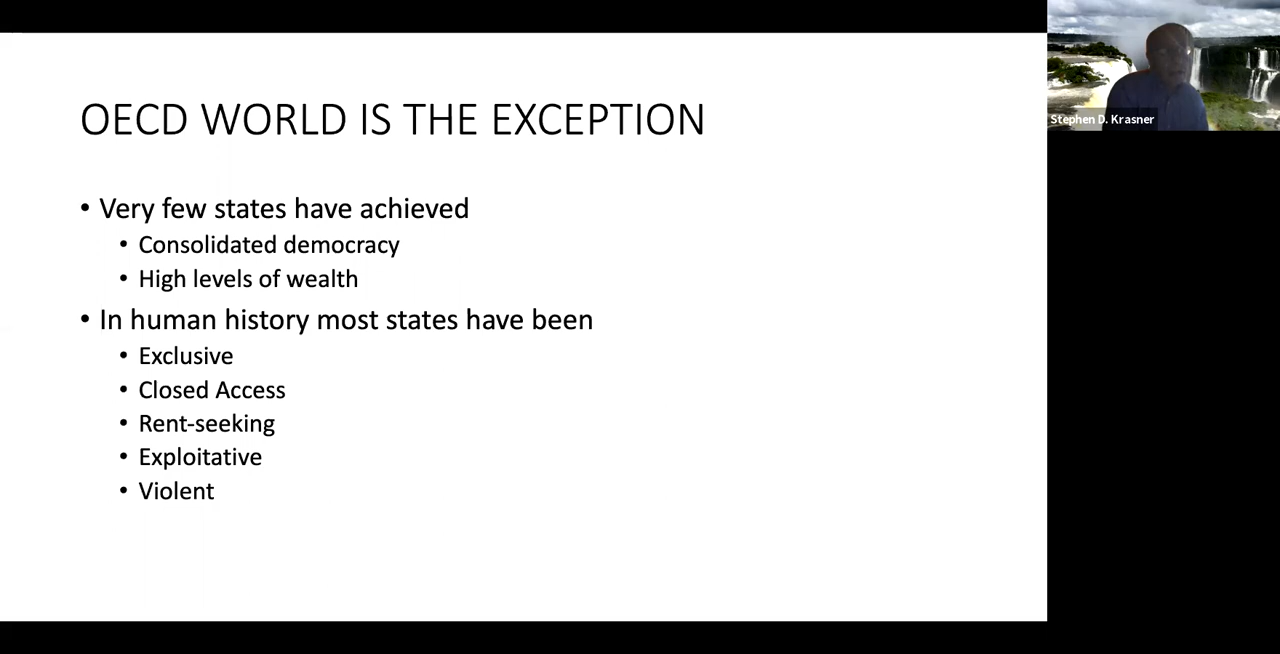 OECD WORLD IS THE EXCEPTION
• Very few states have achieved
• Consolidated democracy
• High levels of wealth
• In human history most states have been
• Exclusive
• Closed Access
• Rent-seeking
• Exploitative
• Violent
Stephen D. Krasner